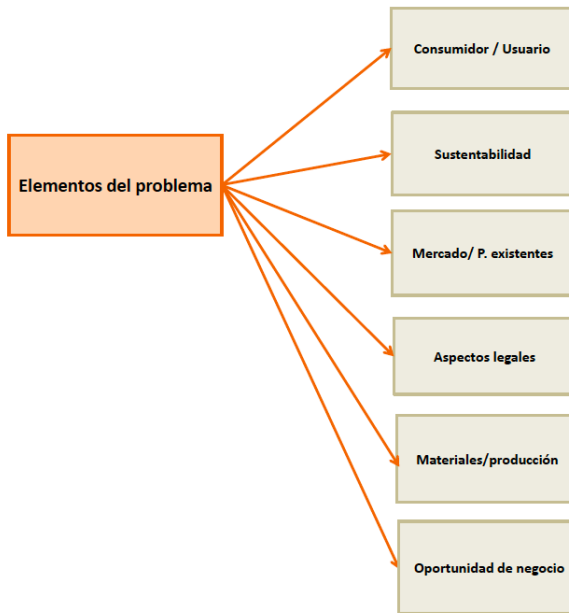 Consumidor / Usuario
Elementos del problema
Sustentabilidad
Mercado/ P. existentes
Aspectos legales
Materiales/producción
Oportunidad de negocio